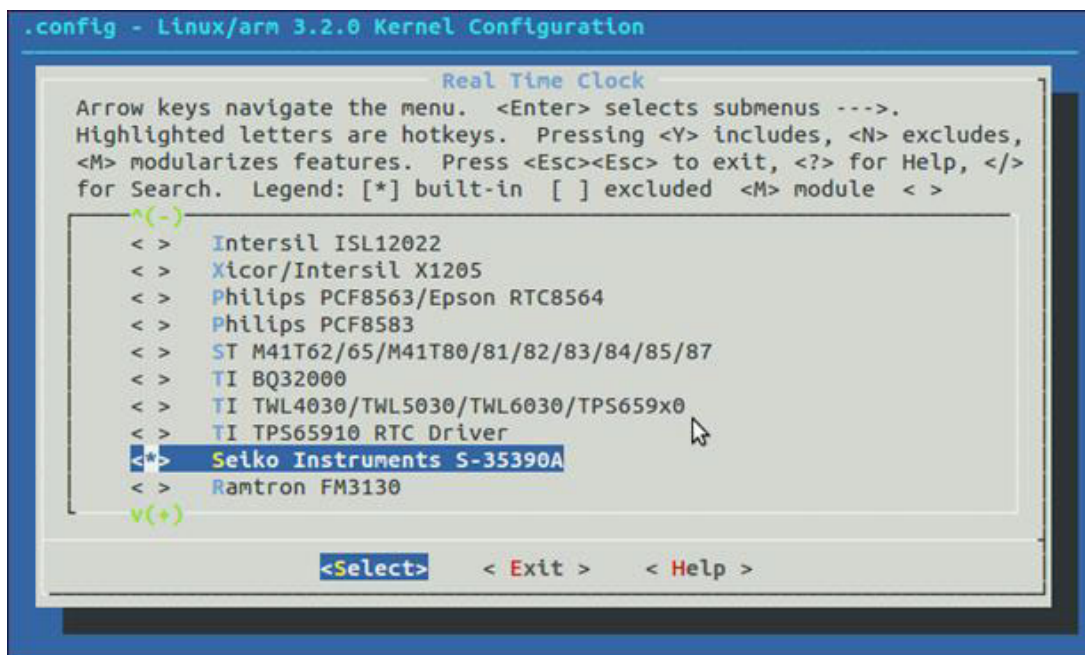 .config - Linux/arm 3.2.0 Kernel Configuration
Real Time Clock
Arrow keys navigate the menu.  <Enter> selects submenus --->.
Highlighted letters are hotkeys.  Pressing <Y> includes, <N> excludes,
<M> modularizes features.  Press <Esc><Esc> to exit, <?> for Help, </>
for Search.  Legend: [*] built-in  [ ] excluded  <M> module  < >
^(-)
< >   Intersil ISL12022
< >   Xicor/Intersil X1205
< >   Philips PCF8563/Epson RTC8564
< >   Philips PCF8583
< >   ST M41T62/65/M41T80/81/82/83/84/85/87
< >   TI BQ32000
< >   TI TWL4030/TWL5030/TWL6030/TPS659x0
< >   TI TPS65910 RTC Driver
<*>   Seiko Instruments S-35390A
< >   Ramtron FM3130
v(+)
<Select>    < Exit >    < Help >